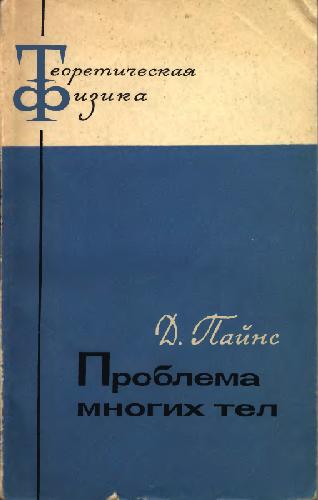 Теоретическая
Физика
Д. Пайнс
Проблема
многих тел